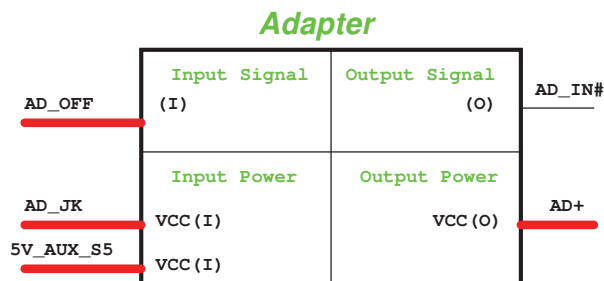 Adapter
Input Signal Output Signal
AD_OFF (I) (O) AD_IN#
Input Power Output Power
AD_JK VCC(I) VCC(O) AD+
5V_AUX_S5 VCC(I)